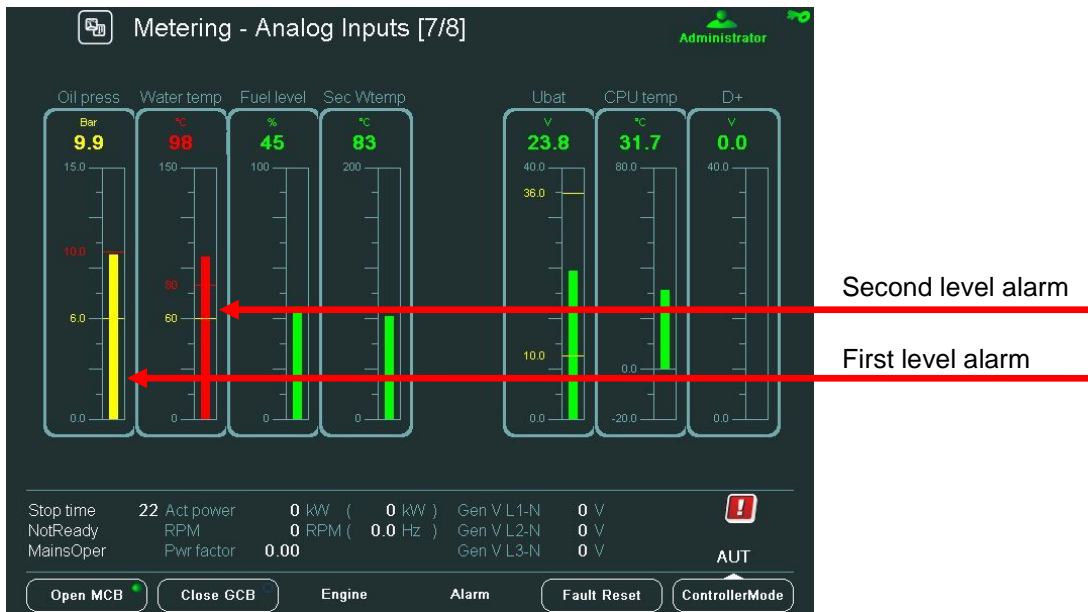 Metering - Analog Inputs [7/8]
Administrator
Oil press Water temp Fuel level Sec Wtemp Ubat CPU temp D+
Bar °C % °C V °C V
9.9 98 45 83 23.8 31.7 0.0
15.0 150 100 200 40.0 80.0 40.0
36.0
10.0
80
6.0 60
10.0
0.0
0.0 0 0 0 0.0 -20.0 0.0
Second level alarm
First level alarm
Stop time 22 Act power 0 kW ( 0 kW ) Gen V L1-N 0 V
NotReady RPM 0 RPM ( 0.0 Hz ) Gen V L2-N 0 V
MainsOper Pwr factor 0.00 Gen V L3-N 0 V
!
AUT
Open MCB Close GCB Engine Alarm Fault Reset ControllerMode